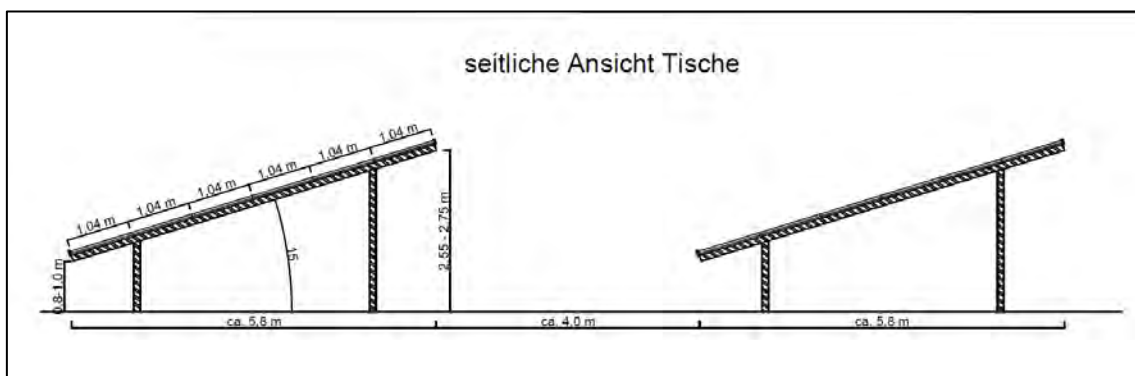 seitliche Ansicht Tische
1,04 m
1,04 m
1,04 m
1,04 m
1,04 m
1,04 m
0,8-1,0 m
15
2,55 - 2,75 m
ca. 5,8 m
ca. 4,0 m
ca. 5,8 m